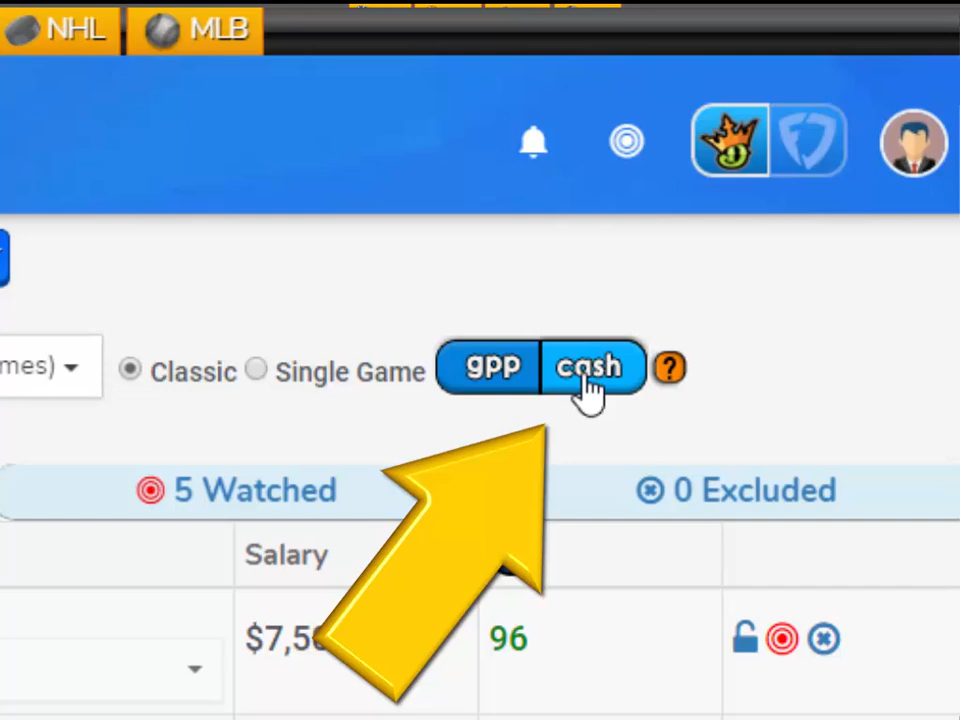 NHL MLB
mes) Classic Single Game gpp cash ?
5 Watched 0 Excluded
Salary
$7,5 96